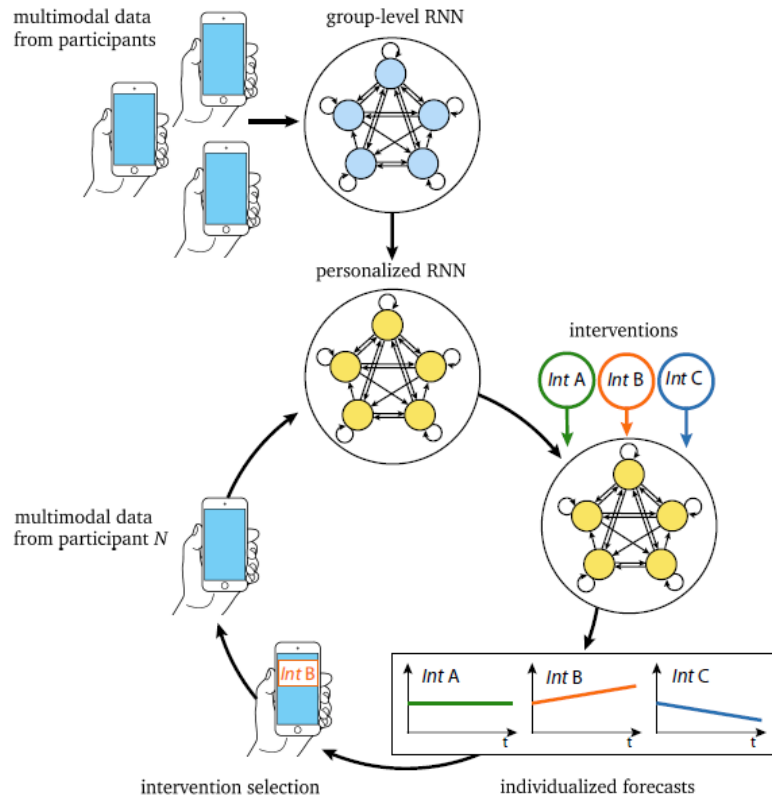 multimodal data
from participants
group-level RNN
personalized RNN
interventions
Int A
Int B
Int C
multimodal data
from participant N
Int B
Int A
Int B
Int C
t
t
t
intervention selection
individualized forecasts